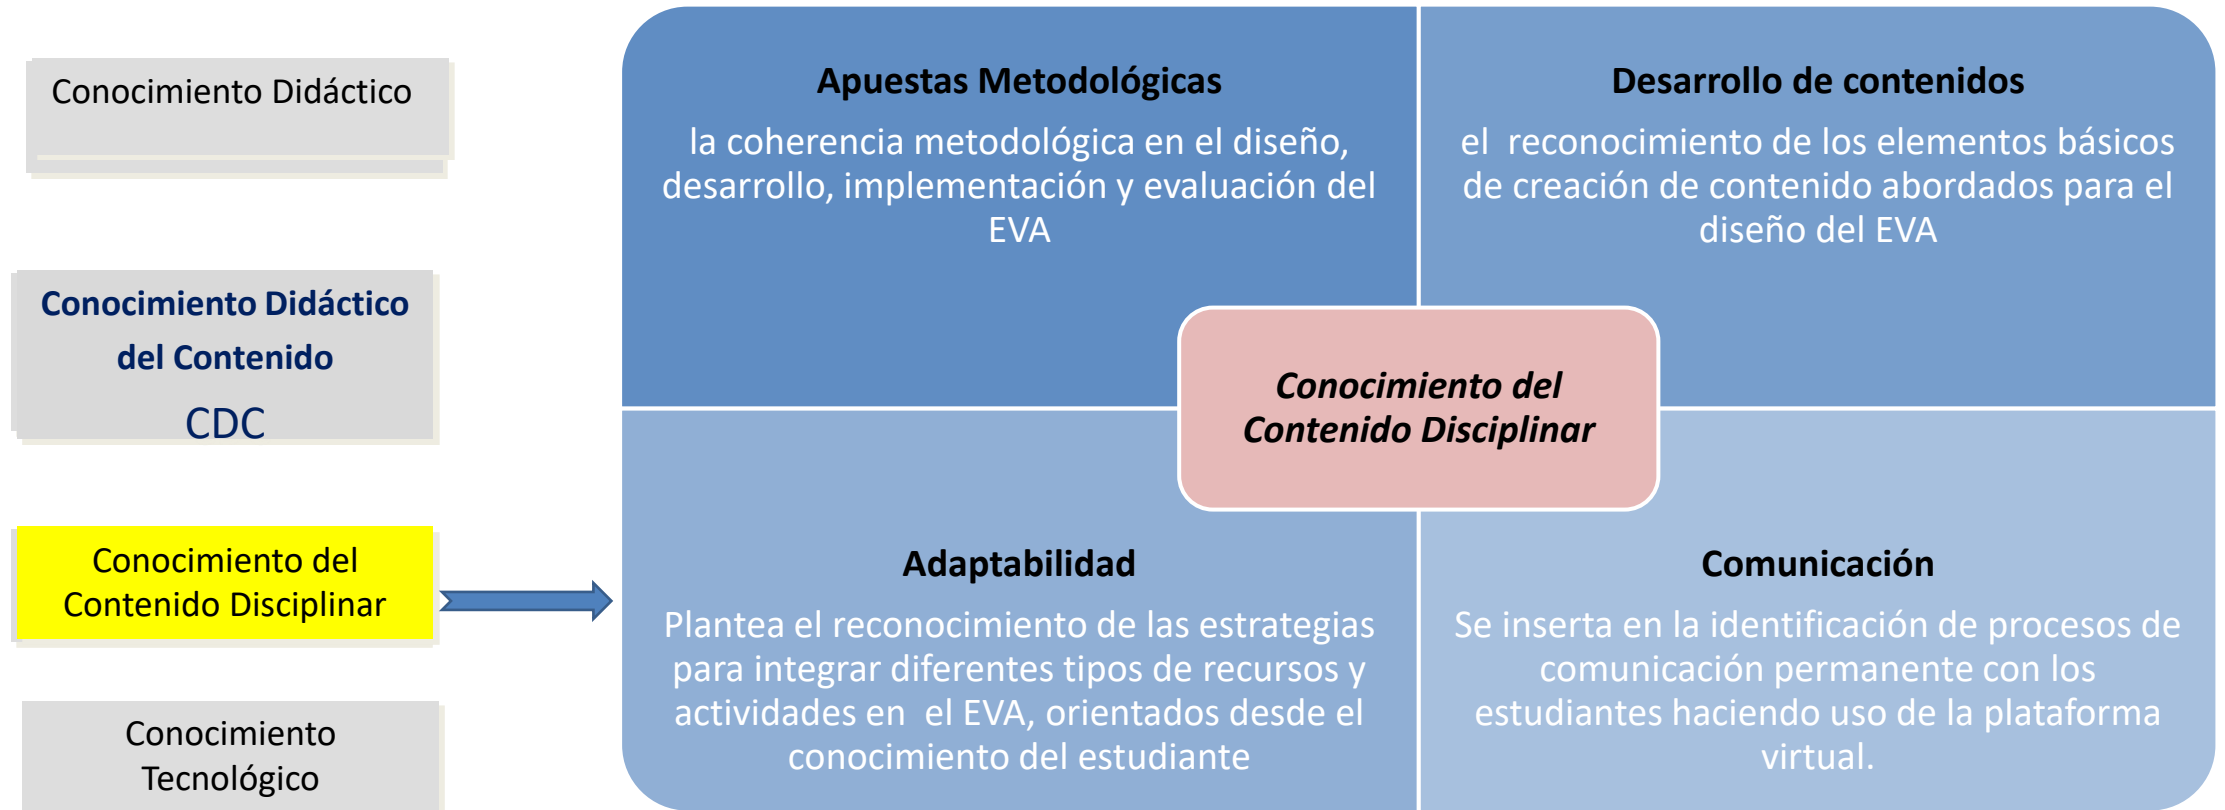 Conocimiento Didáctico
Conocimiento Didáctico
del Contenido
CDC
Conocimiento del
Contenido Disciplinar
Conocimiento
Tecnológico
Apuestas Metodológicas
la coherencia metodológica en el diseño,
desarrollo, implementación y evaluación del
EVA
Desarrollo de contenidos
el  reconocimiento de los elementos básicos
de creación de contenido abordados para el
diseño del EVA
Conocimiento del
Contenido Disciplinar
Adaptabilidad
Plantea el reconocimiento de las estrategias
para integrar diferentes tipos de recursos y
actividades en  el EVA, orientados desde el
conocimiento del estudiante
Comunicación
Se inserta en la identificación de procesos de
comunicación permanente con los
estudiantes haciendo uso de la plataforma
virtual.